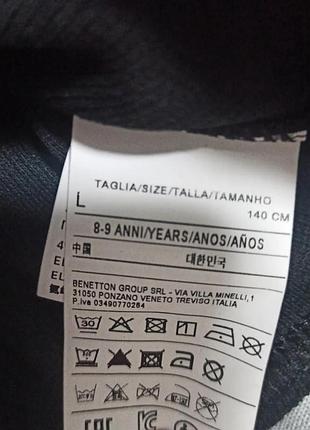 TAGLIA/SIZE/TALLA/TAMANHO
L
140 CM
8-9 ANNI/YEARS/ANOS/AÑOS
中国 대한민국
BENETTON GROUP SRL - VIA VILLA MINELLI,1
31050 PONZANO VENETO TREVISO ITALIA
P.iva 03490770264
30